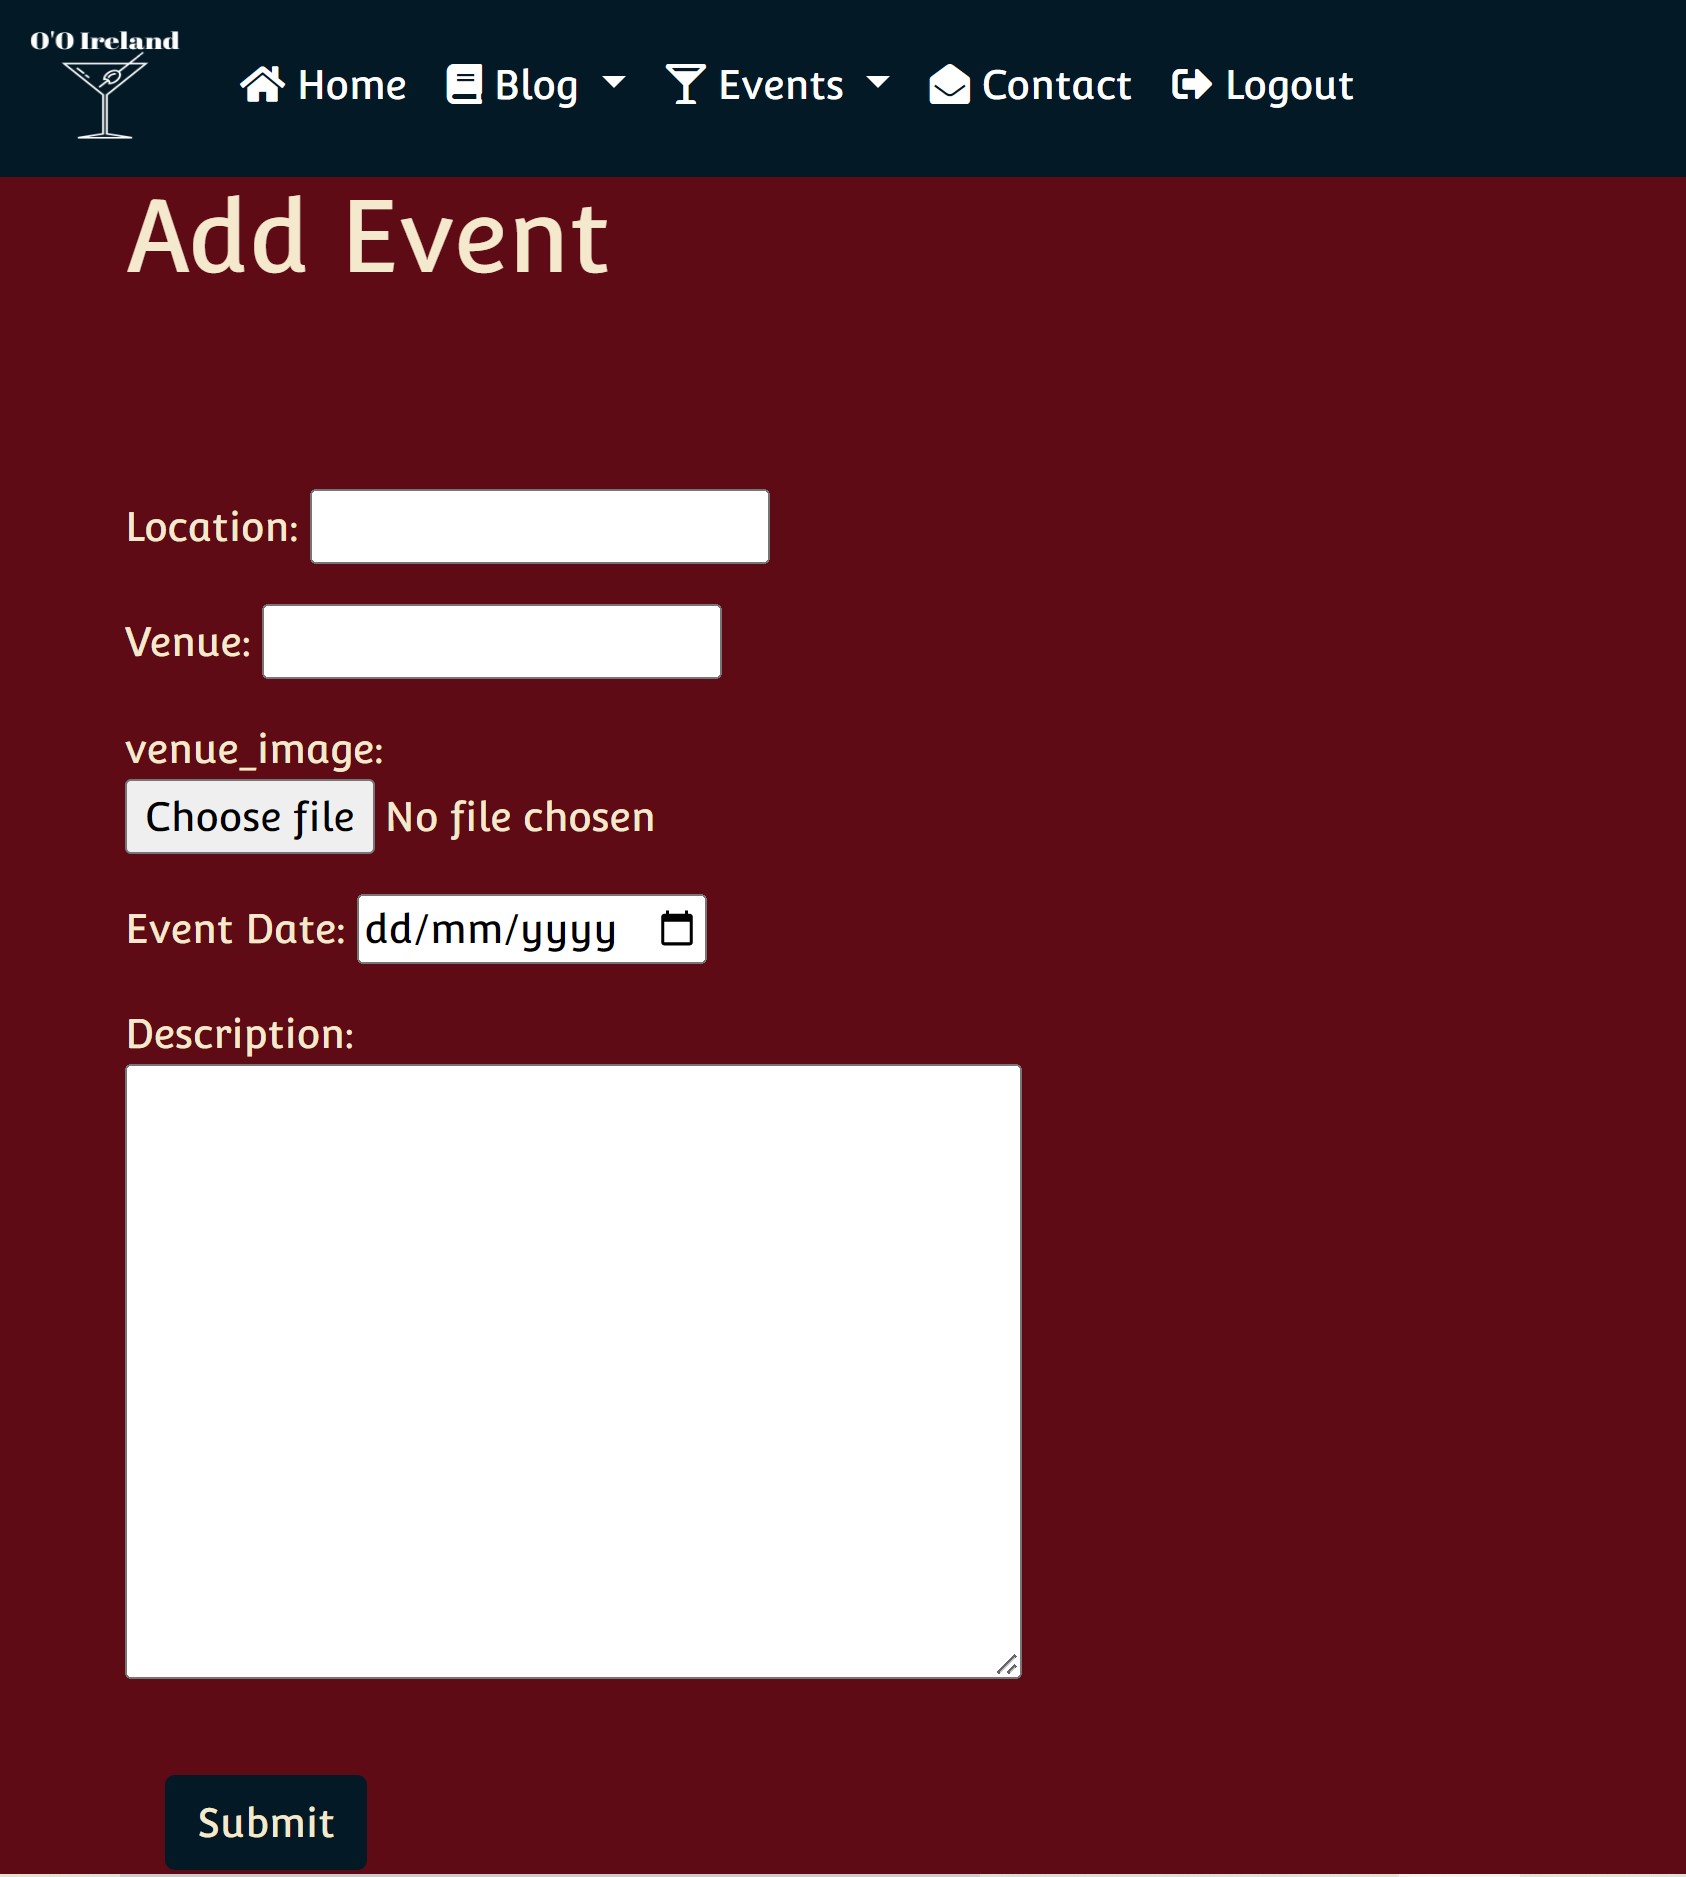 O'O Ireland
Home Blog Events Contact Logout
Add Event
Location:
Venue:
venue_image:
Choose file No file chosen
Event Date: dd/mm/yyyy
Description:
Submit